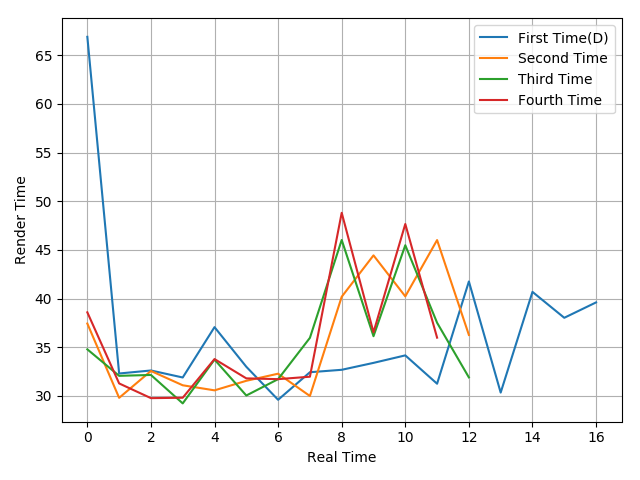 First Time(D)
Second Time
Third Time
Fourth Time
65
60
55
50
45
40
35
30
Render Time
0 2 4 6 8 10 12 14 16
Real Time